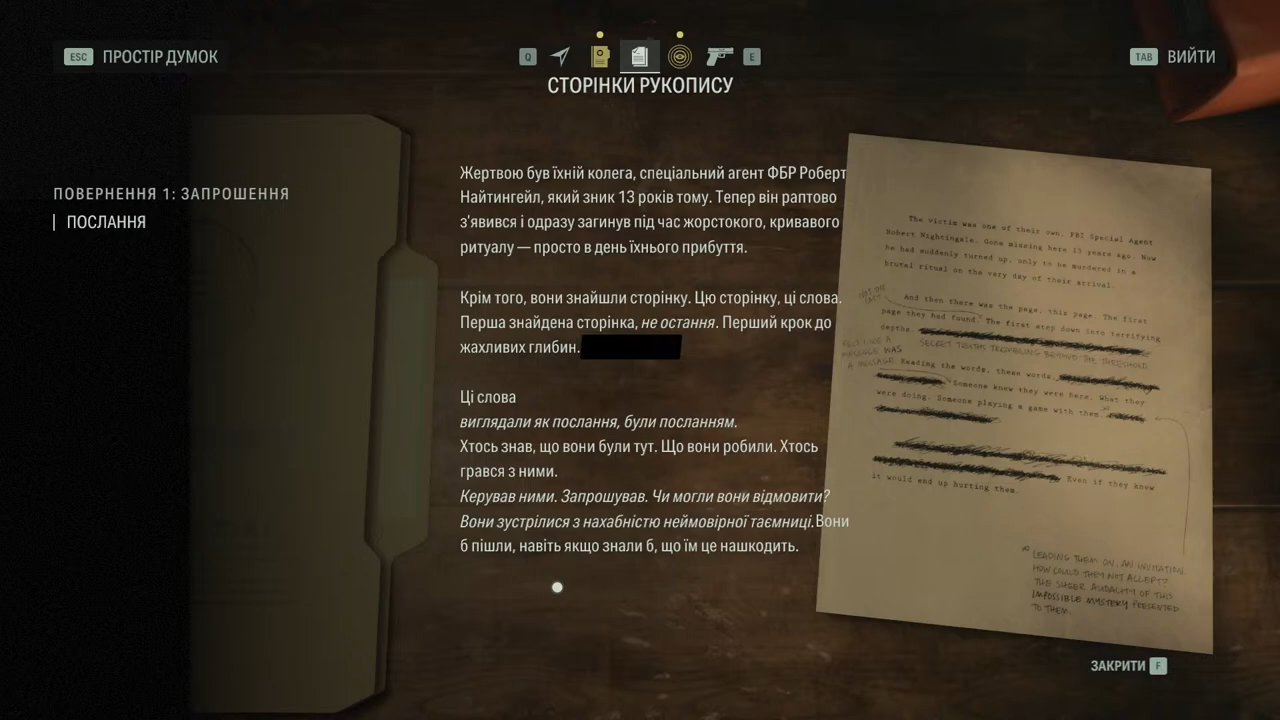 ESC ПРОСТІР ДУМОК
Q
E
TAB ВИЙТИ
СТОРІНКИ РУКОПИСУ
ПОВЕРНЕННЯ 1: ЗАПРОШЕННЯ
ПОСЛАННЯ
Жертвою був їхній колега, спеціальний агент ФБР Роберт
Найтингейл, який зник 13 років тому. Тепер він раптово
з'явився і одразу загинув під час жорстокого, кривавого
ритуалу — просто в день їхнього прибуття.
Крім того, вони знайшли сторінку. Цю сторінку, ці слова.
Перша знайдена сторінка, не остання. Перший крок до
жахливих глибин.
Ці слова
виглядали як послання, були посланням.
Хтось знав, що вони були тут. Що вони робили. Хтось
грався з ними.
Керував ними. Запрошував. Чи могли вони відмовити?
Вони зустрілися з нахабністю неймовірної таємниці.Вони
б пішли, навіть якщо знали б, що їм це нашкодить.
The victim was one of their own. FBI Special Agent
Robert Nightingale. Gone missing here 13 years ago. Now
he had suddenly turned up, only to be murdered in a
brutal ritual on the very day of their arrival.
NOT THE
LAST
And then there was the page, this page. The first
page they had found. The first step down into terrifying
depths.
SECRET TRUTHS TREMBLING BEYOND THE THRESHOLD
FELT LIKE A
MESSAGE WAS
A MESSAGE
Reading the words, these words,
Someone knew they were here. What they
were doing. Someone playing a game with them.
Even if they knew
it would end up hurting them.
LEADING THEM ON. AN INVITATION.
HOW COULD THEY NOT ACCEPT?
THE SHEER AUDACITY OF THIS
IMPOSSIBLE MYSTERY PRESENTED
TO THEM.
ЗАКРИТИ F